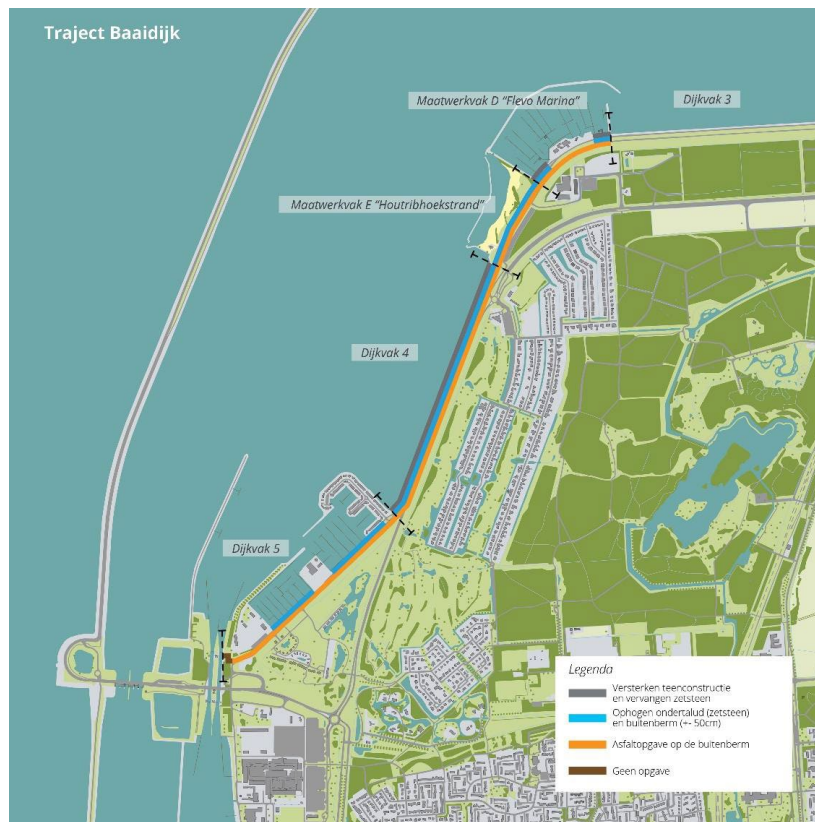 Traject Baaidijk
Maatwerkvak D “Flevo Marina”
Dijkvak 3
Maatwerkvak E “Houtribhoekstrand”
Dijkvak 4
Dijkvak 5
Legenda
Versterken teenconstructie
en vervangen zetsteen
Ophogen ondertalud (zetsteen)
en buitenberm (+- 50cm)
Asfaltopgave op de buitenberm
Geen opgave